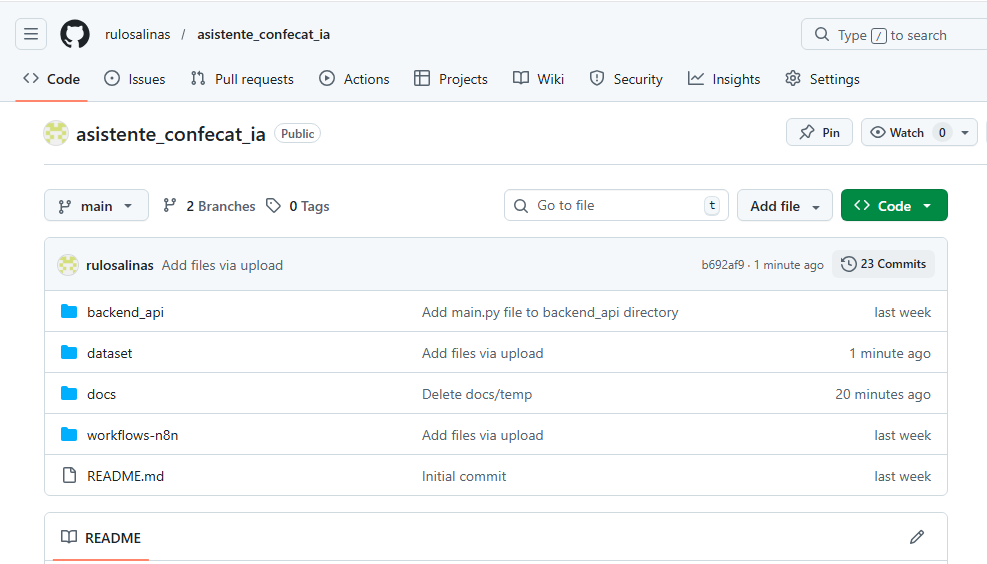 rulosalinas / asistente_confecat_ia Type / to search
Code Issues Pull requests Actions Projects Wiki Security Insights Settings
asistente_confecat_ia Public Pin Watch 0
main 2 Branches 0 Tags Go to file t Add file Code
rulosalinas Add files via upload b692af9 · 1 minute ago 23 Commits
backend_api Add main.py file to backend_api directory last week
dataset Add files via upload 1 minute ago
docs Delete docs/temp 20 minutes ago
workflows-n8n Add files via upload last week
README.md Initial commit last week
README